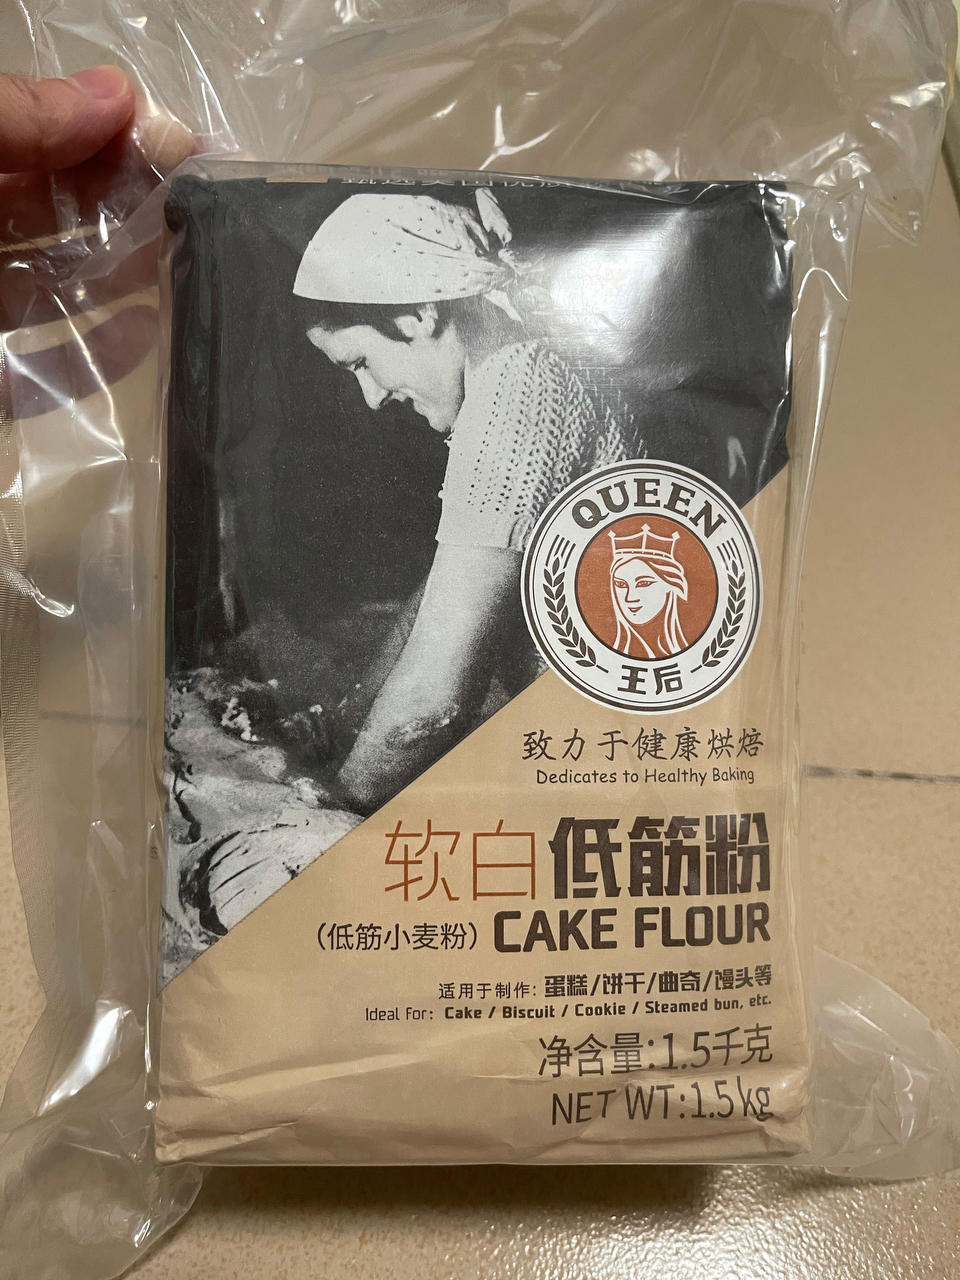 QUEEN
王后
致力于健康烘焙
Dedicates to Healthy Baking
软白低筋粉
（低筋小麦粉）CAKE FLOUR
适用于制作：蛋糕/饼干/曲奇/馒头等
Ideal For: Cake / Biscuit / Cookie / Steamed bun, etc.
净含量:1.5千克
NET WT:1.5kg